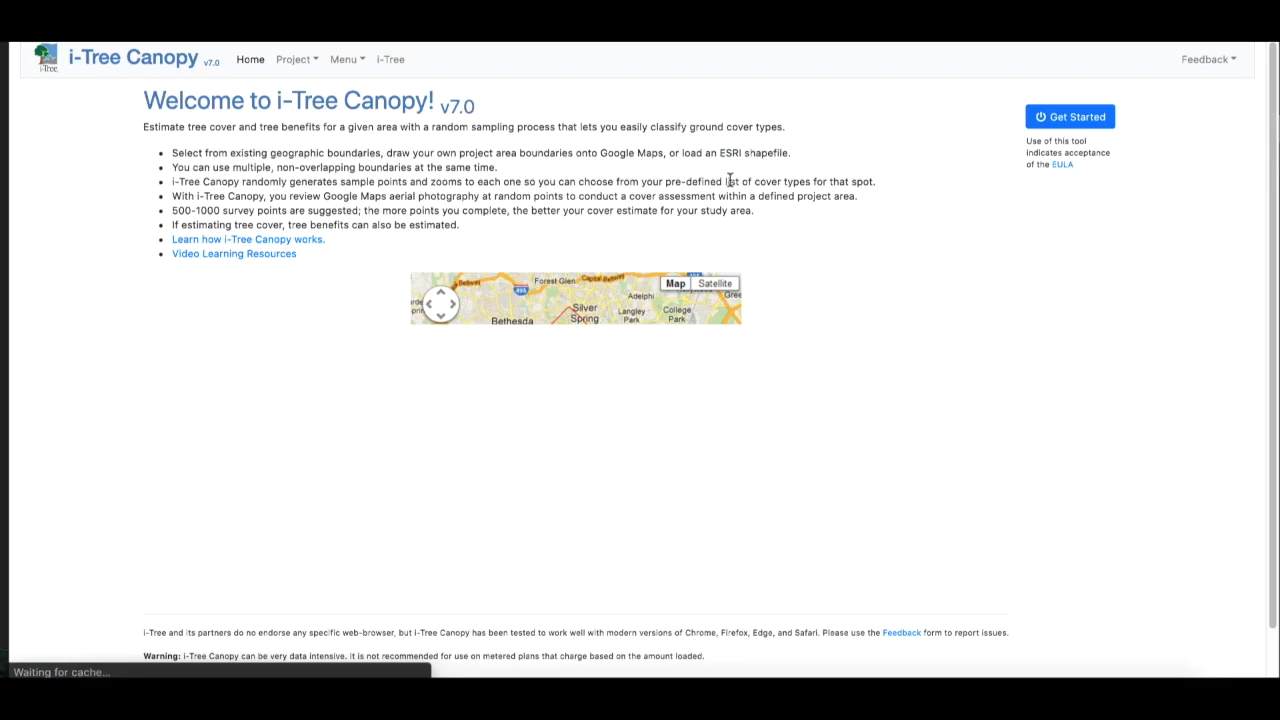 i-Tree
i-Tree Canopy v7.0 Home Project Menu i-Tree Feedback
Welcome to i-Tree Canopy! v7.0
Estimate tree cover and tree benefits for a given area with a random sampling process that lets you easily classify ground cover types.
Get Started
Use of this tool
indicates acceptance
of the EULA
Select from existing geographic boundaries, draw your own project area boundaries onto Google Maps, or load an ESRI shapefile.
You can use multiple, non-overlapping boundaries at the same time.
i-Tree Canopy randomly generates sample points and zooms to each one so you can choose from your pre-defined list of cover types for that spot.
With i-Tree Canopy, you review Google Maps aerial photography at random points to conduct a cover assessment within a defined project area.
500-1000 survey points are suggested; the more points you complete, the better your cover estimate for your study area.
If estimating tree cover, tree benefits can also be estimated.
Learn how i-Tree Canopy works.
Video Learning Resources
Forest Glen Capital Beltway
Map Satellite
495
Adelphi
Silver
Spring
Langley
Park
College
Park
Bethesda
i-Tree and its partners do no endorse any specific web-browser, but i-Tree Canopy has been tested to work well with modern versions of Chrome, Firefox, Edge, and Safari. Please use the Feedback form to report issues.
Warning: i-Tree Canopy can be very data intensive. It is not recommended for use on metered plans that charge based on the amount loaded.
Waiting for cache...